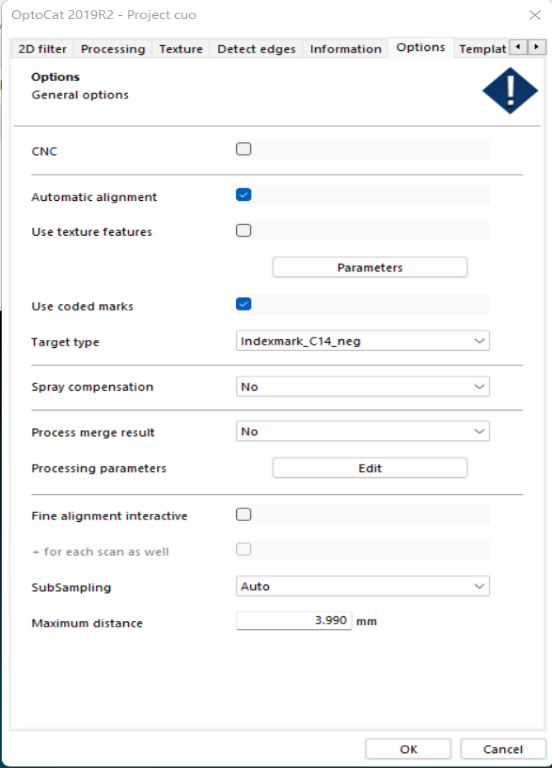 OptoCat 2019R2 - Project cuo
2D filter Processing Texture Detect edges Information Options Templat
Options
General options
CNC
Automatic alignment
Use texture features
Parameters
Use coded marks
Target type Indexmark_C14_neg
Spray compensation No
Process merge result No
Processing parameters Edit
Fine alignment interactive
+ for each scan as well
SubSampling Auto
Maximum distance 3.990 mm
OK Cancel